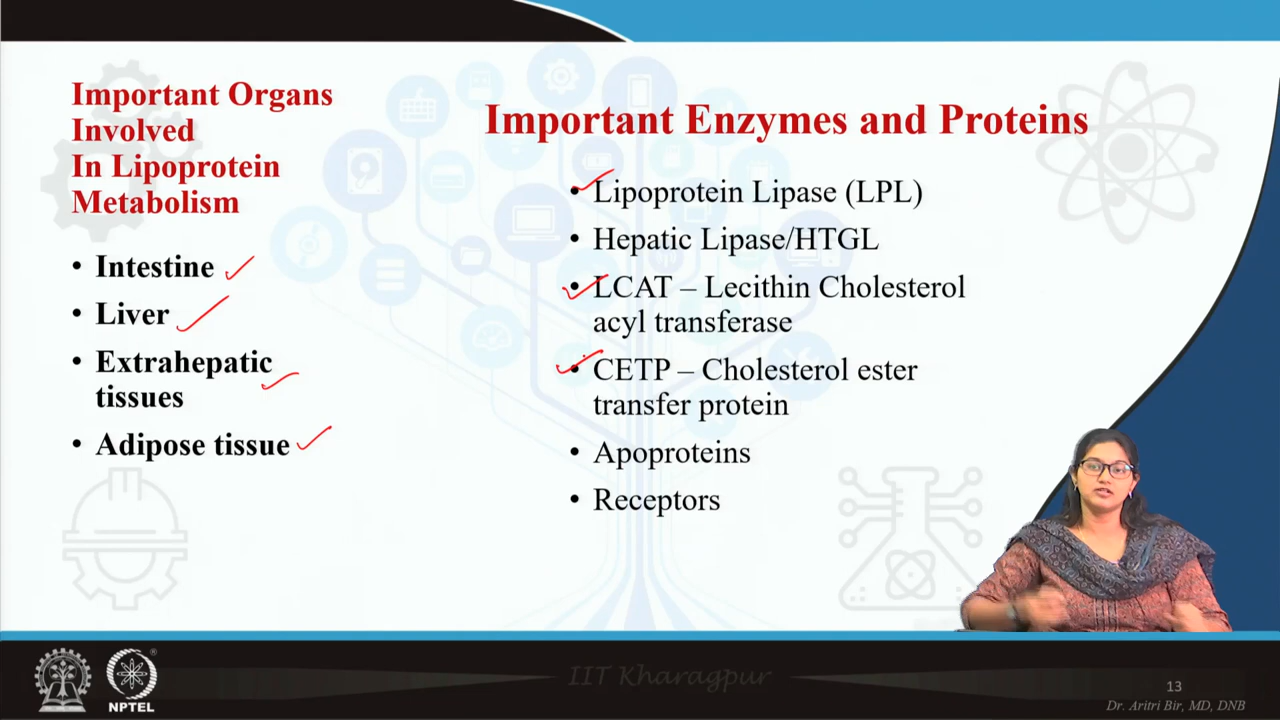 Important Organs
Involved
In Lipoprotein
Metabolism
• Intestine
• Liver
• Extrahepatic
tissues
• Adipose tissue
Important Enzymes and Proteins
• Lipoprotein Lipase (LPL)
• Hepatic Lipase/HTGL
• LCAT – Lecithin Cholesterol
acyl transferase
• CETP – Cholesterol ester
transfer protein
• Apoproteins
• Receptors
NPTEL
®
IIT Kharagpur
13
Dr. Aritri Bir, MD, DNB